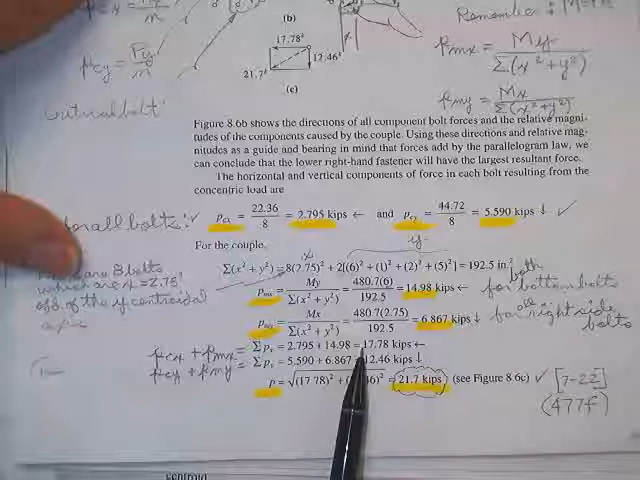 Remember
(b)
17.78ᵏ
12.46ᵏ
21.7ᵏ
(c)
Pcy = Py/m
Pmx = My/Σ(x² + y²)
Pmy = Mx/Σ(x²+y²)
critical bolt
Figure 8.6b shows the directions of all component bolt forces and the relative magni-
tudes of the components caused by the couple. Using these directions and relative mag-
nitudes as a guide and bearing in mind that forces add by the parallelogram law, we
can conclude that the lower right-hand fastener will have the largest resultant force.
The horizontal and vertical components of force in each bolt resulting from the
concentric load are
for all bolts:
pcx = 22.36/8 = 2.795 kips ← and pcy = 44.72/8 = 5.590 kips ↓ ✓
For the couple,
x
y
Σ(x² + y²) = 8(2.75)² + 2[(6)² + (1)² + (2)² + (5)²] = 192.5 in.²
8 bolts
which are x = 2.75"
off of the y centroidal
axis
pmx = My/Σ(x² + y²) = 480.7(6)/192.5 = 14.98 kips ←
both
for bottom bolts
pmy = Mx/Σ(x² + y²) = 480.7(2.75)/192.5 = 6.867 kips ↓
for all right side
bolts
pcx + pmx = Σpx = 2.795 + 14.98 = 17.78 kips ←
pcy + pmy = Σpy = 5.590 + 6.867 = 12.46 kips ↓
p = √(17.78)² + ( 46)² = 21.7 kips (see Figure 8.6c) ✓ [7-22]
(477f)
centroid